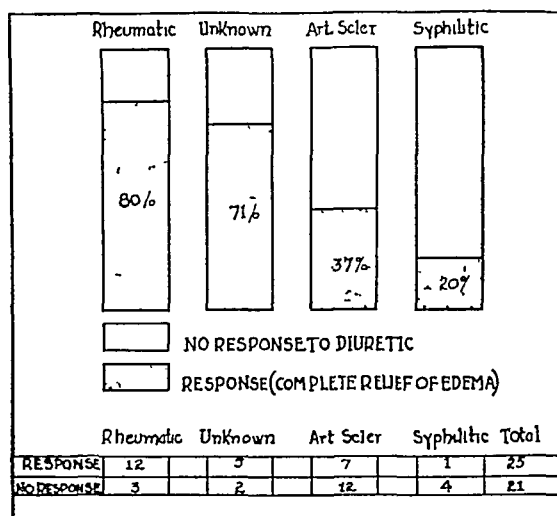 Rheumatic Unknown Art Scler Syphilitic
80% 71% 37% 20%
NO RESPONSE TO DIURETIC
RESPONSE (COMPLETE RELIEF OF EDEMA)
Rheumatic Unknown Art Scler Syphilitic Total
RESPONSE 12 5 7 1 25
NO RESPONSE 3 2 12 4 21